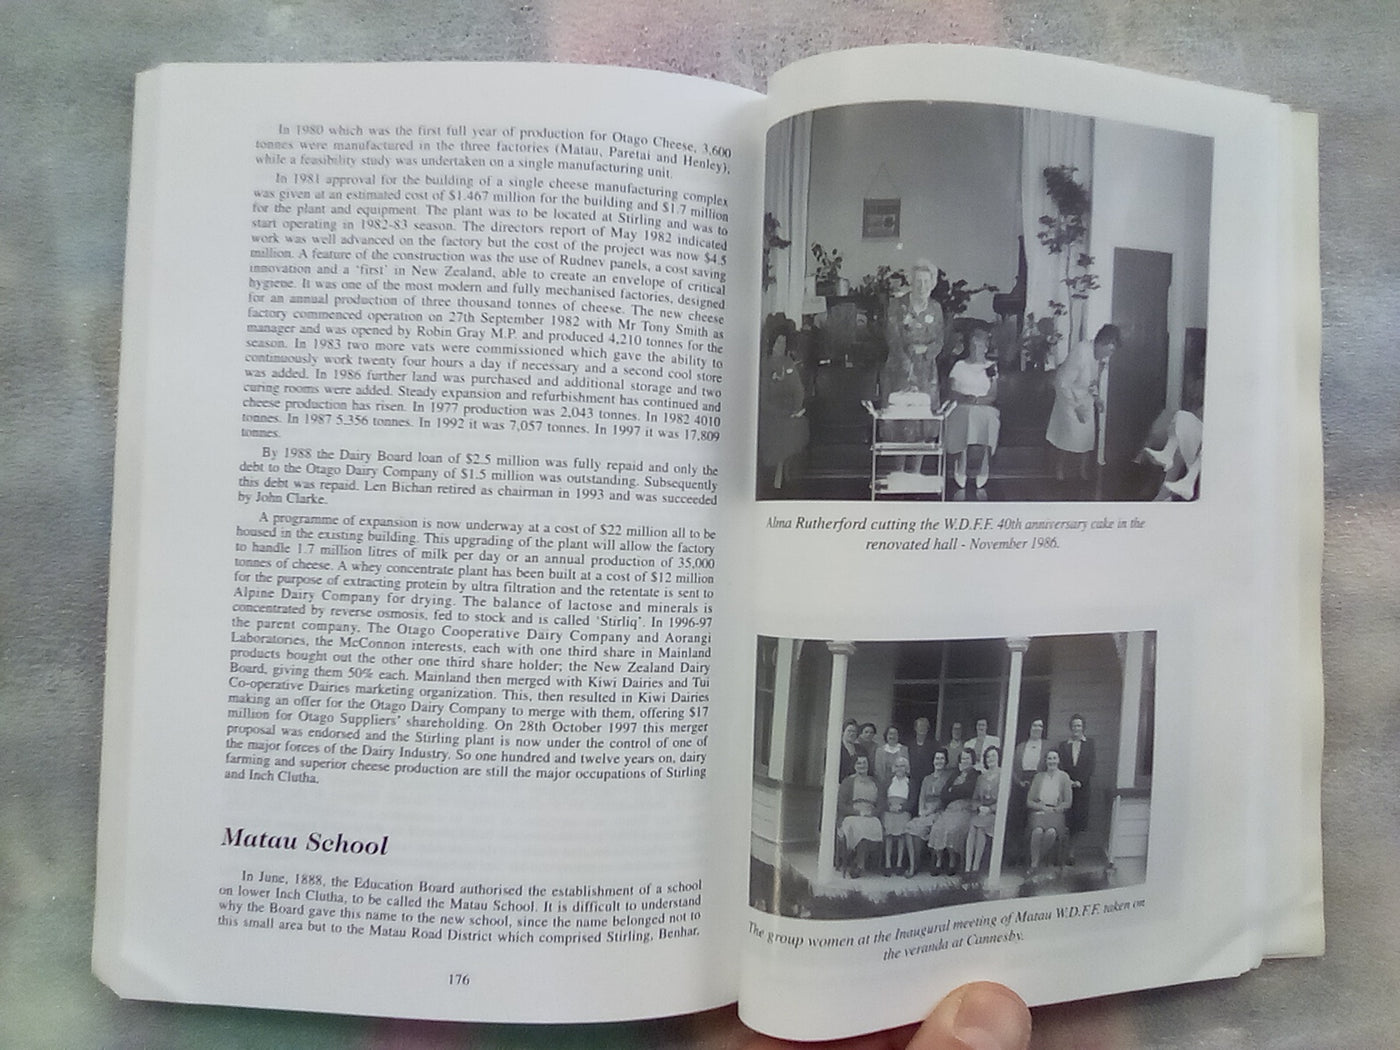 In 1980 which was the first full year of production for Otago Cheese, 3,600
tonnes were manufactured in the three factories (Matau, Paretai and Henley),
while a feasibility study was undertaken on a single manufacturing unit.
In 1981 approval for the building of a single cheese manufacturing complex
was given at an estimated cost of $1.467 million for the building and $1.7 million
for the plant and equipment. The plant was to be located at Stirling and was to
start operating in 1982-83 season. The directors report of May 1982 indicated
work was well advanced on the factory but the cost of the project was now $4.5
million. A feature of the construction was the use of Rudnev panels, a cost saving
innovation and a 'first' in New Zealand, able to create an envelope of critical
hygiene. It was one of the most modern and fully mechanised factories, designed
for an annual production of three thousand tonnes of cheese. The new cheese
factory commenced operation on 27th September 1982 with Mr Tony Smith as
manager and was opened by Robin Gray M.P. and produced 4,210 tonnes for the
season. In 1983 two more vats were commissioned which gave the ability to
continuously work twenty four hours a day if necessary and a second cool store
was added. In 1986 further land was purchased and additional storage and two
curing rooms were added. Steady expansion and refurbishment has continued and
cheese production has risen. In 1977 production was 2,043 tonnes. In 1982 4010
tonnes. In 1987 5,356 tonnes. In 1992 it was 7,057 tonnes. In 1997 it was 17,809
tonnes.
By 1988 the Dairy Board loan of $2.5 million was fully repaid and only the
debt to the Otago Dairy Company of $1.5 million was outstanding. Subsequently
this debt was repaid. Len Bichan retired as chairman in 1993 and was succeeded
by John Clarke.
A programme of expansion is now underway at a cost of $22 million all to be
housed in the existing building. This upgrading of the plant will allow the factory
to handle 1.7 million litres of milk per day or an annual production of 35,000
tonnes of cheese. A whey concentrate plant has been built at a cost of $12 million
for the purpose of extracting protein by ultra filtration and the retentate is sent to
Alpine Dairy Company for drying. The balance of lactose and minerals is
concentrated by reverse osmosis, fed to stock and is called 'Stirliq'. In 1996-97
the parent company, The Otago Cooperative Dairy Company and Aorangi
Laboratories, the McConnon interests, each with one third share in Mainland
products bought out the other one third share holder; the New Zealand Dairy
Board, giving them 50% each. Mainland then merged with Kiwi Dairies and Tui
Co-operative Dairies marketing organization. This, then resulted in Kiwi Dairies
making an offer for the Otago Dairy Company to merge with them, offering $17
million for Otago Suppliers' shareholding. On 28th October 1997 this merger
proposal was endorsed and the Stirling plant is now under the control of one of
the major forces of the Dairy Industry. So one hundred and twelve years on, dairy
farming and superior cheese production are still the major occupations of Stirling
and Inch Clutha.
Matau School
In June, 1888, the Education Board authorised the establishment of a school
on lower Inch Clutha, to be called the Matau School. It is difficult to understand
why the Board gave this name to the new school, since the name belonged not to
this small area but to the Matau Road District which comprised Stirling, Benhar,
176
Alma Rutherford cutting the W.D.F.F. 40th anniversary cake in the
renovated hall - November 1986.
The group women at the Inaugural meeting of Matau W.D.F.F. taken on
the veranda at Cannesby.